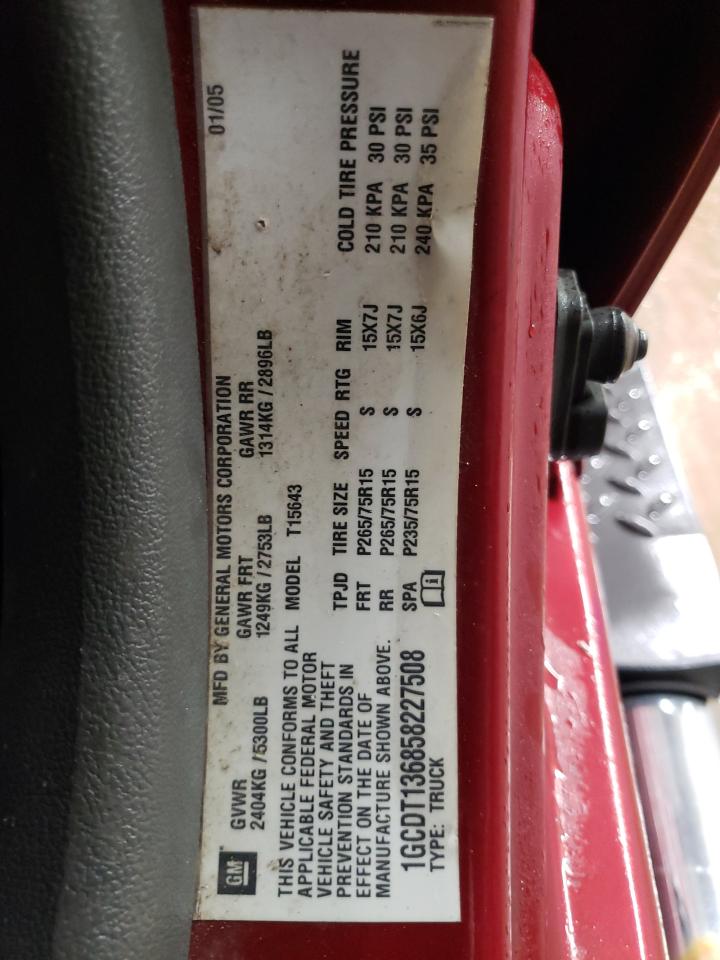 MFD BY GENERAL MOTORS CORPORATION 01/05
GVWR GAWR FRT GAWR RR
2404KG / 5300LB 1249KG / 2753LB 1314KG / 2896LB
GM
THIS VEHICLE CONFORMS TO ALL
APPLICABLE FEDERAL MOTOR
VEHICLE SAFETY AND THEFT
PREVENTION STANDARDS IN
EFFECT ON THE DATE OF
MANUFACTURE SHOWN ABOVE.
1GCDT136858227508
TYPE: TRUCK
MODEL T15643
TPJD TIRE SIZE SPEED RTG RIM COLD TIRE PRESSURE
FRT P265/75R15 S 15X7J 210 KPA 30 PSI
RR P265/75R15 S 15X7J 210 KPA 30 PSI
SPA P235/75R15 S 15X6J 240 KPA 35 PSI